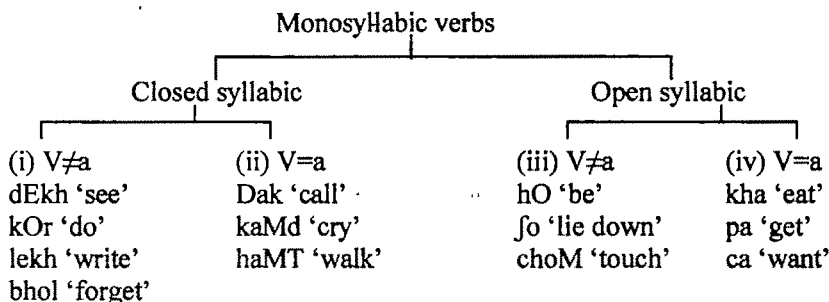 Monosyllabic verbs
Closed syllabic Open syllabic
(i) V≠a (ii) V=a (iii) V≠a (iv) V=a
dEkh ‘see’ Dak ‘call’ hO ‘be’ kha ‘eat’
kOr ‘do’ kaMd ‘cry’ ʃo ‘lie down’ pa ‘get’
lekh ‘write’ haMT ‘walk’ choM ‘touch’ ca ‘want’
bhol ‘forget’